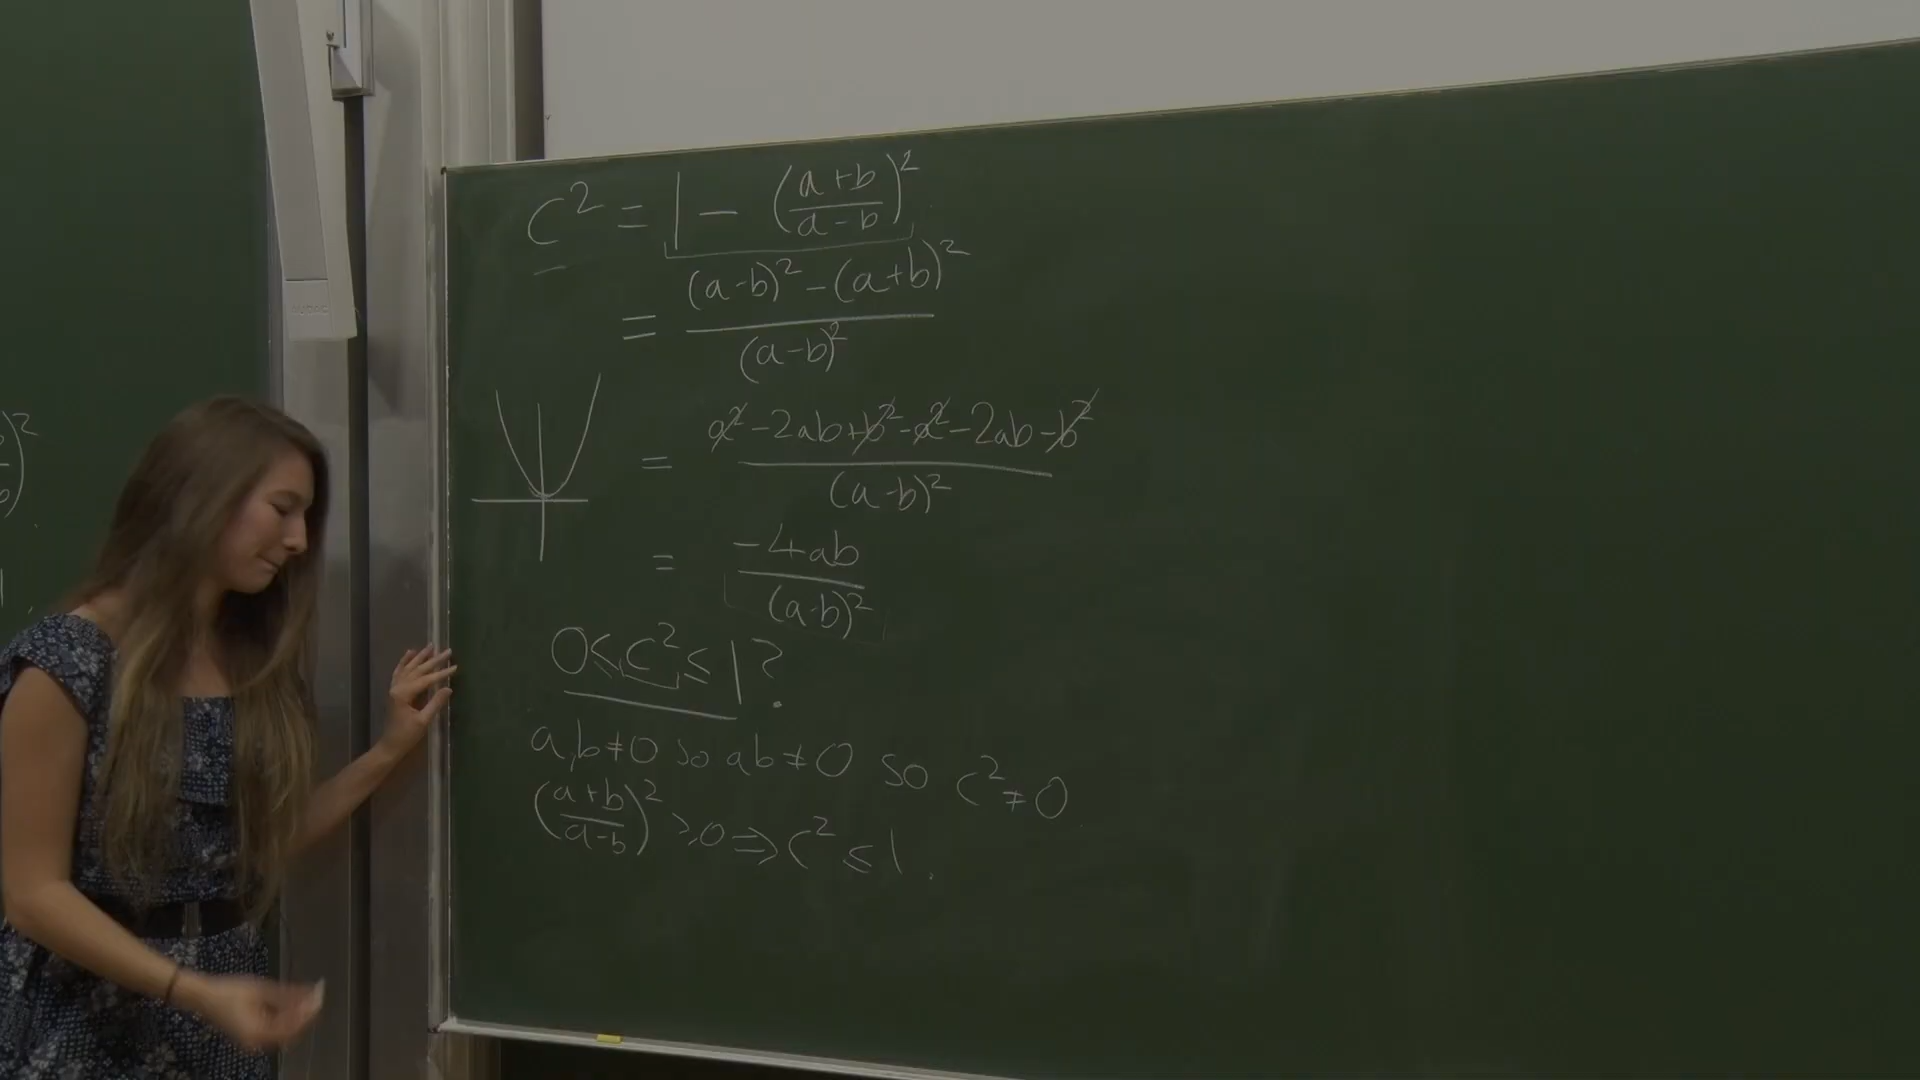 c² = 1 - ((a+b)/(a-b))²
= ((a-b)² - (a+b)²)/(a-b)²
= (a² - 2ab + b² - a² - 2ab - b²)/(a-b)²
= -4ab/(a-b)²
0 ≤ c² ≤ 1 ?
a,b ≠ 0 so ab ≠ 0 so c² ≠ 0
((a+b)/(a-b))² ≥ 0 ⇒ c² ≤ 1.